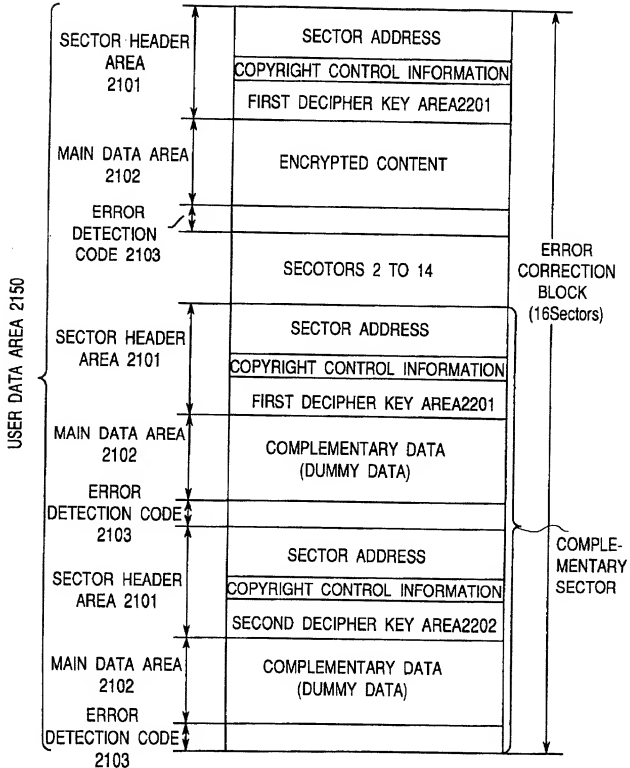 SECTOR HEADER
AREA
2101
SECTOR ADDRESS
COPYRIGHT CONTROL INFORMATION
FIRST DECIPHER KEY AREA2201
MAIN DATA AREA
2102
ENCRYPTED CONTENT
ERROR
DETECTION
CODE 2103
SECOTORS 2 TO 14
ERROR
CORRECTION
BLOCK
(16Sectors)
USER DATA AREA 2150
SECTOR HEADER
AREA 2101
SECTOR ADDRESS
COPYRIGHT CONTROL INFORMATION
FIRST DECIPHER KEY AREA2201
MAIN DATA AREA
2102
COMPLEMENTARY DATA
(DUMMY DATA)
ERROR
DETECTION CODE
2103
COMPLE-
MENTARY
SECTOR
SECTOR HEADER
AREA 2101
SECTOR ADDRESS
COPYRIGHT CONTROL INFORMATION
SECOND DECIPHER KEY AREA2202
MAIN DATA AREA
2102
COMPLEMENTARY DATA
(DUMMY DATA)
ERROR
DETECTION CODE
2103